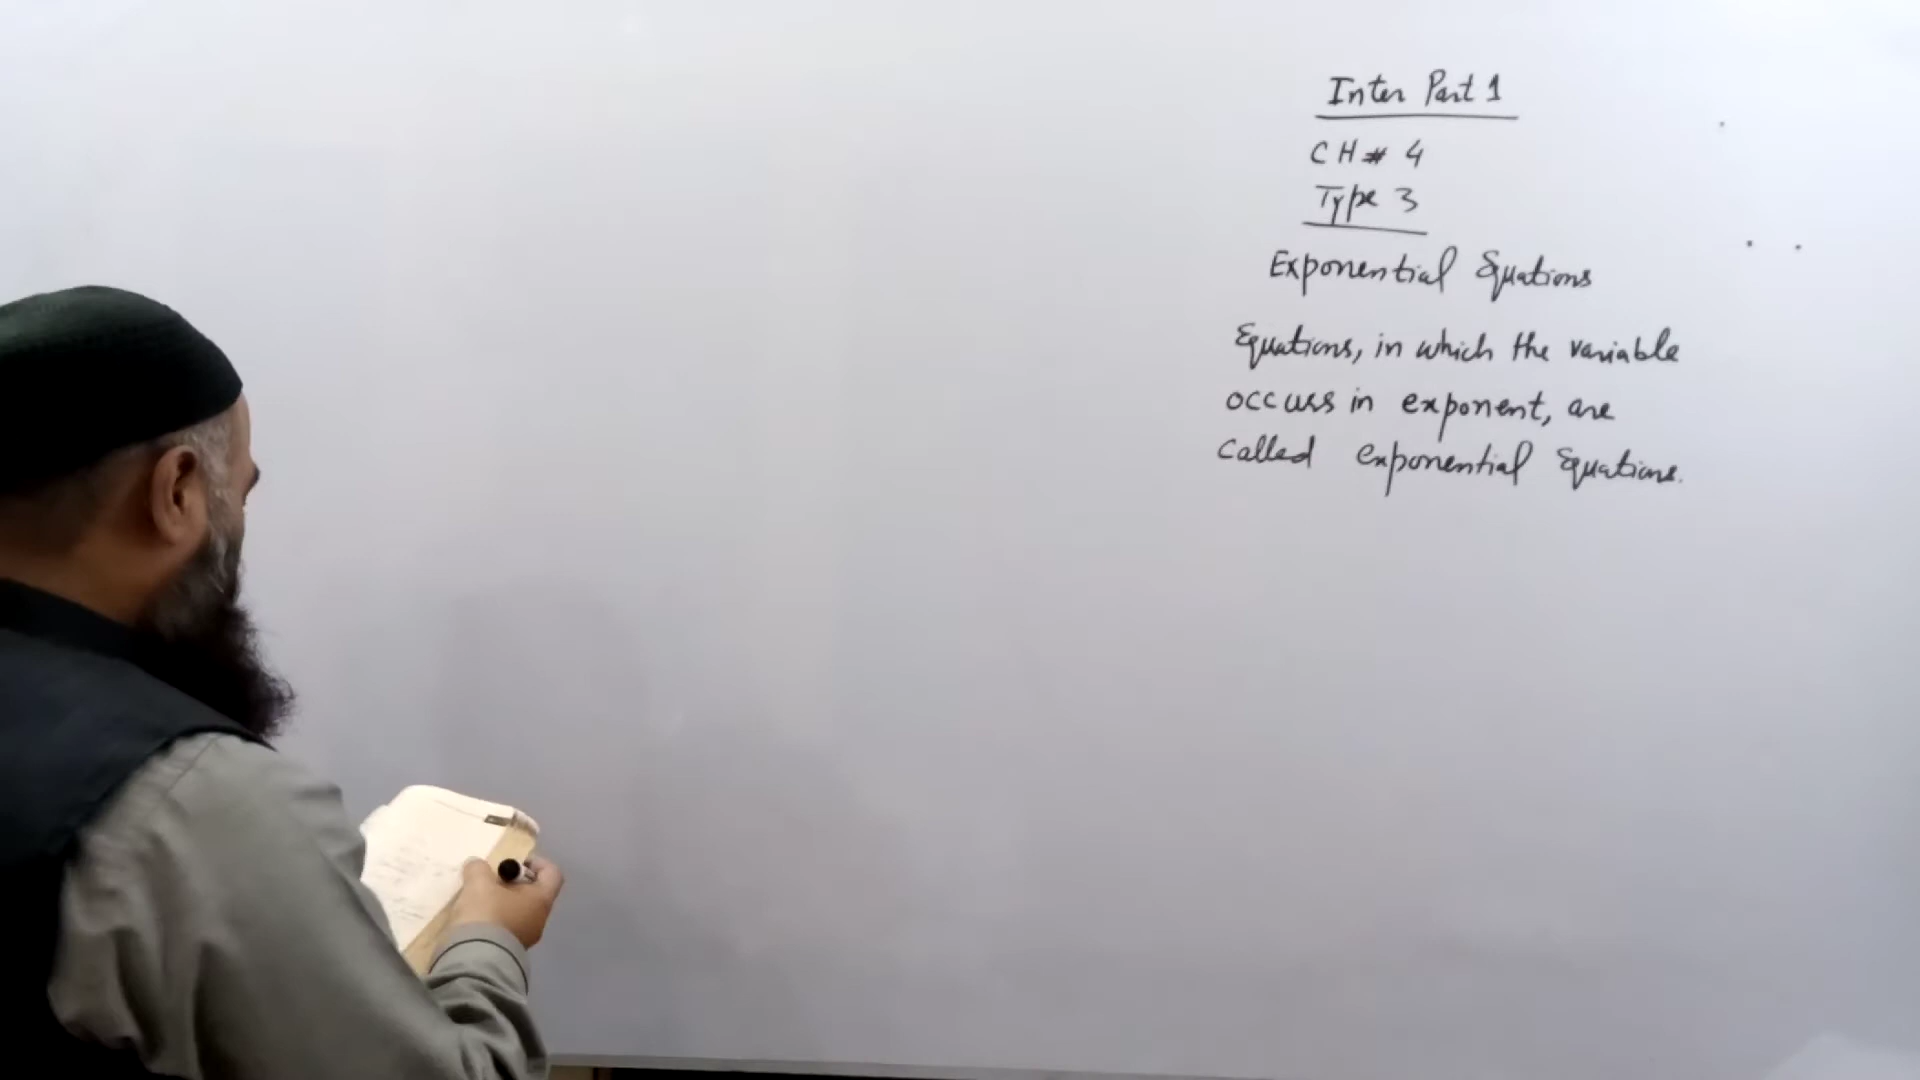 Inter Part 1
CH# 4
Type 3
Exponential Equations
Equations, in which the variable
occurs in exponent, are
called exponential Equations.